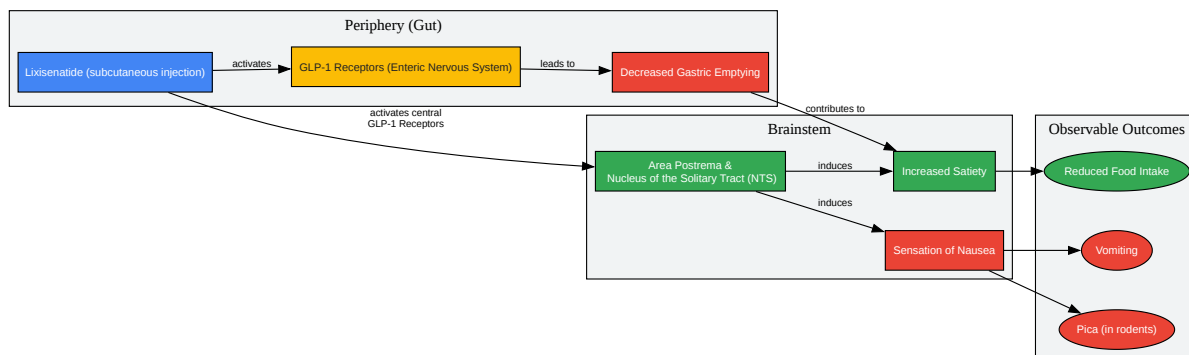 Periphery (Gut)
Lixisenatide (subcutaneous injection)
activates
GLP-1 Receptors (Enteric Nervous System)
leads to
Decreased Gastric Emptying
activates central
GLP-1 Receptors
contributes to
Brainstem
Area Postrema &
Nucleus of the Solitary Tract (NTS)
induces
Increased Satiety
induces
Sensation of Nausea
Observable Outcomes
Reduced Food Intake
Vomiting
Pica (in rodents)